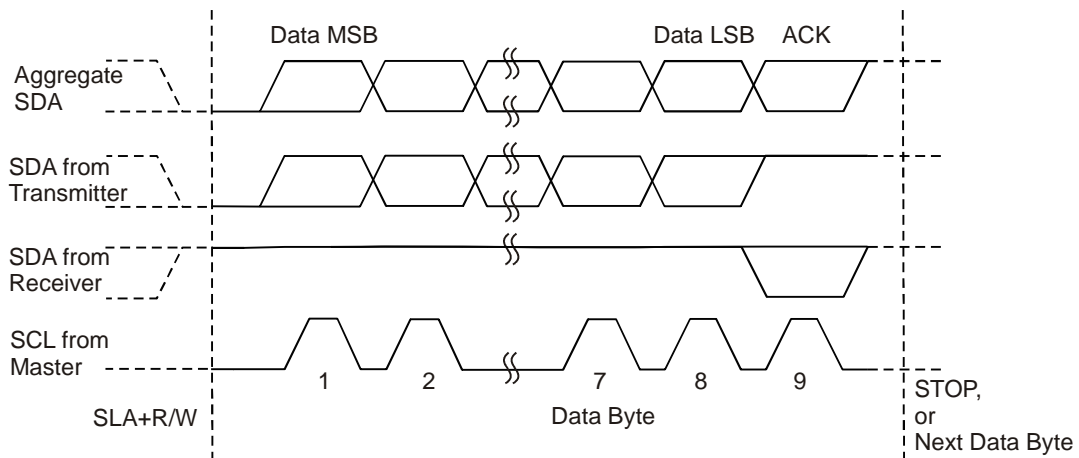 Data MSB
Data LSB
ACK
Aggregate
SDA
SDA from
Transmitter
SDA from
Receiver
SCL from
Master
1
2
7
8
9
SLA+R/W
Data Byte
STOP,
or
Next Data Byte